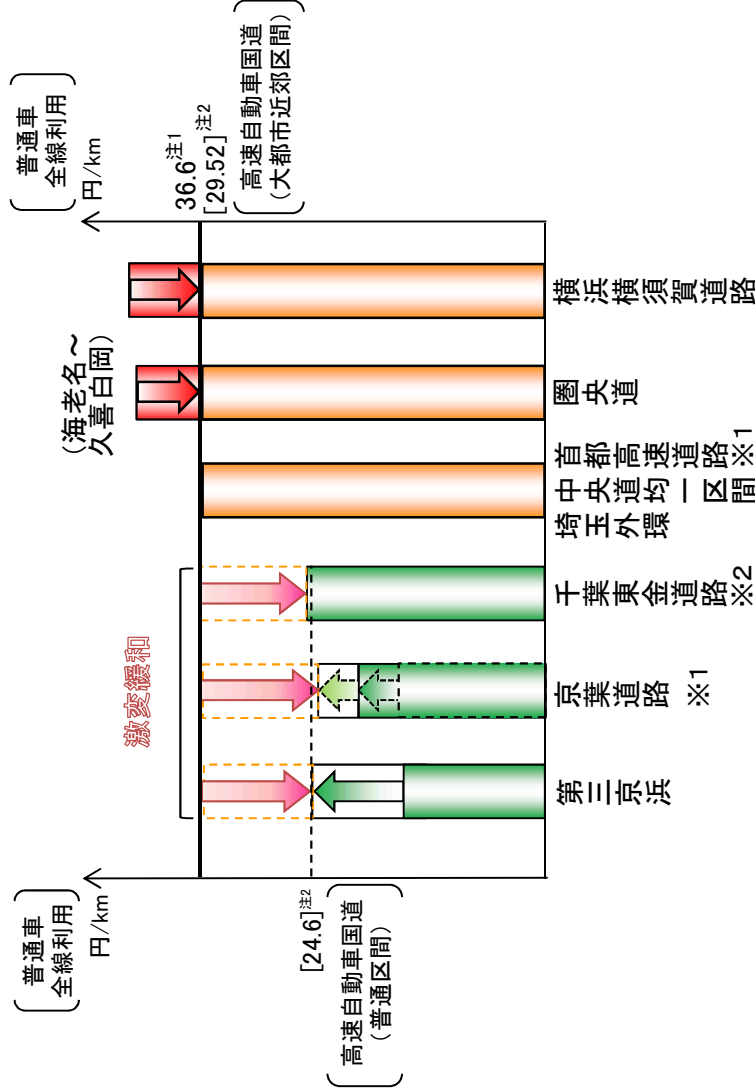 普通車
全線利用
円/km
[24.6]注2
高速自動車国道
（普通区間）
激変緩和
第三京浜
京葉道路 ※1
千葉東金道路※2
埼玉外環
中央道均一区間
首都高速道路※1
圏央道
横浜横須賀道路
（海老名～
久喜白岡）
普通車
全線利用
円/km
36.6注1
[29.52]注2
高速自動車国道
（大都市近郊区間）